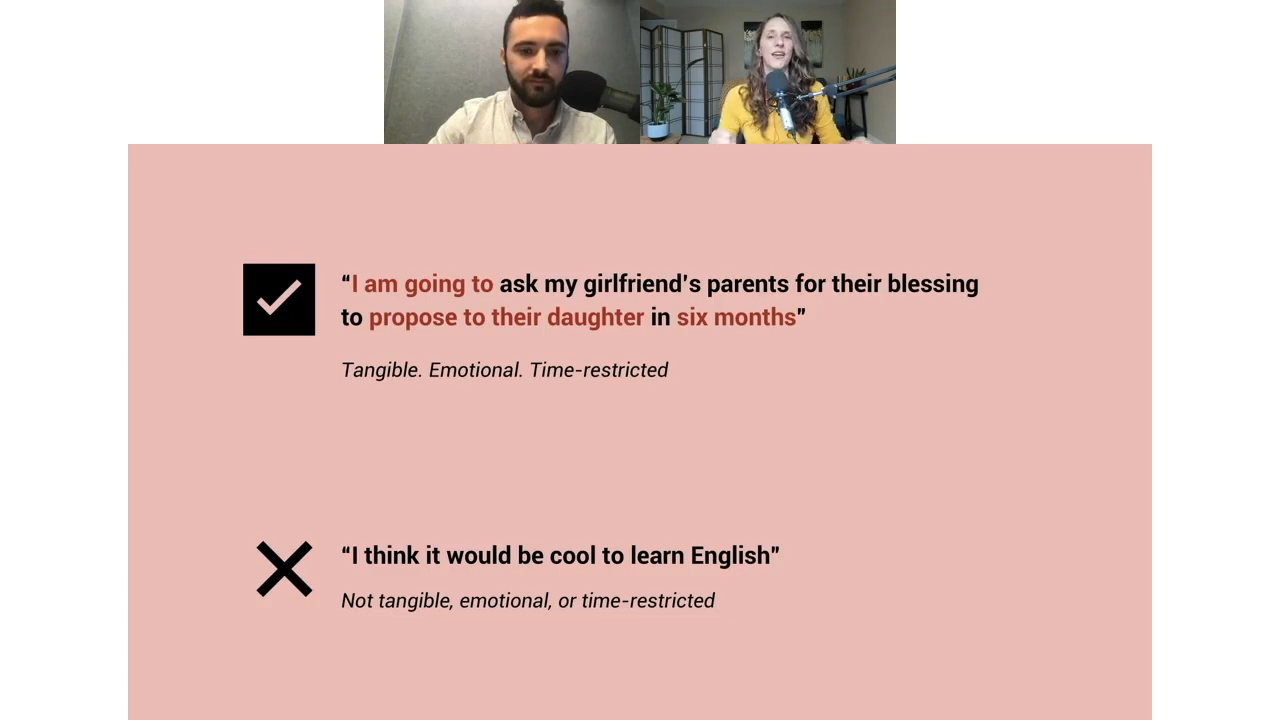 “I am going to ask my girlfriend’s parents for their blessing
to propose to their daughter in six months”
Tangible. Emotional. Time-restricted
“I think it would be cool to learn English”
Not tangible, emotional, or time-restricted